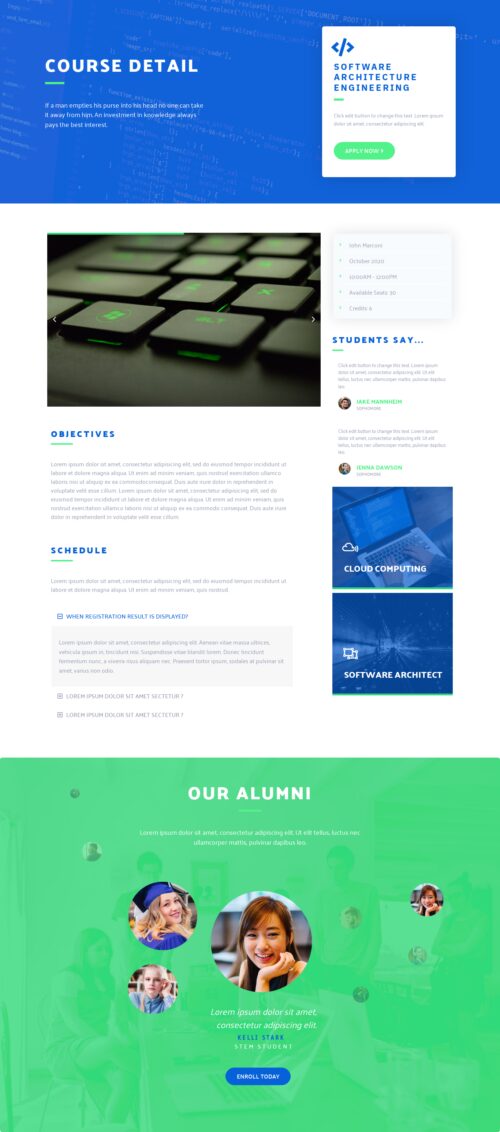 COURSE DETAIL
If a man empties his purse into his head no one can take
it away from him. An investment in knowledge always
pays the best interest.
SOFTWARE
ARCHITECTURE
ENGINEERING
Click edit button to change this text. Lorem ipsum
dolor sit amet, consectetur adipiscing elit.
APPLY NOW
John Marconi
October 2020
10:00AM - 12:00PM
Available Seats: 30
Credits: 6
STUDENTS SAY...
Click edit button to change this text. Lorem ipsum
dolor sit amet, consectetur adipiscing elit. Ut elit
tellus, luctus nec ullamcorper mattis, pulvinar dapibus
leo.
JAKE MANNHEIM
SOPHOMORE
Click edit button to change this text. Lorem ipsum
dolor sit amet, consectetur adipiscing elit. Ut elit
tellus, luctus nec ullamcorper mattis, pulvinar dapibus
leo.
JENNA DAWSON
SOPHOMORE
CLOUD COMPUTING
SOFTWARE ARCHITECT
OBJECTIVES
Lorem ipsum dolor sit amet, consectetur adipiscing elit, sed do eiusmod tempor incididunt ut
labore et dolore magna aliqua. Ut enim ad minim veniam, quis nostrud exercitation ullamco
laboris nisi ut aliquip ex ea commodo consequat. Duis aute irure dolor in reprehenderit in
voluptate velit esse cillum. Lorem ipsum dolor sit amet, consectetur adipiscing elit, sed do
eiusmod tempor incididunt ut labore et dolore magna aliqua. Ut enim ad minim veniam, quis
nostrud exercitation ullamco laboris nisi ut aliquip ex ea commodo consequat. Duis aute irure
dolor in reprehenderit in voluptate velit esse cillum.
SCHEDULE
Lorem ipsum dolor sit amet, consectetur adipiscing elit, sed do eiusmod tempor incididunt ut
labore et dolore magna aliqua. Ut enim ad minim veniam, quis nostrud
WHEN REGISTRATION RESULT IS DISPLAYED?
Lorem ipsum dolor sit amet, consectetur adipiscing elit. Aenean vitae massa ultrices,
vehicula ipsum in, tincidunt nisi. Suspendisse vitae blandit lorem. Donec tincidunt
fermentum nunc, a viverra risus aliquam nec. Praesent tortor ipsum, sodales at pulvinar sit
amet, varius non odio.
LOREM IPSUM DOLOR SIT AMET SECTETUR ?
LOREM IPSUM DOLOR SIT AMET SECTETUR ?
OUR ALUMNI
Lorem ipsum dolor sit amet, consectetur adipiscing elit. Ut elit tellus, luctus nec
ullamcorper mattis, pulvinar dapibus leo.
Lorem ipsum dolor sit amet,
consectetur adipiscing elit.
KELLI STARK
STEM STUDENT
ENROLL TODAY